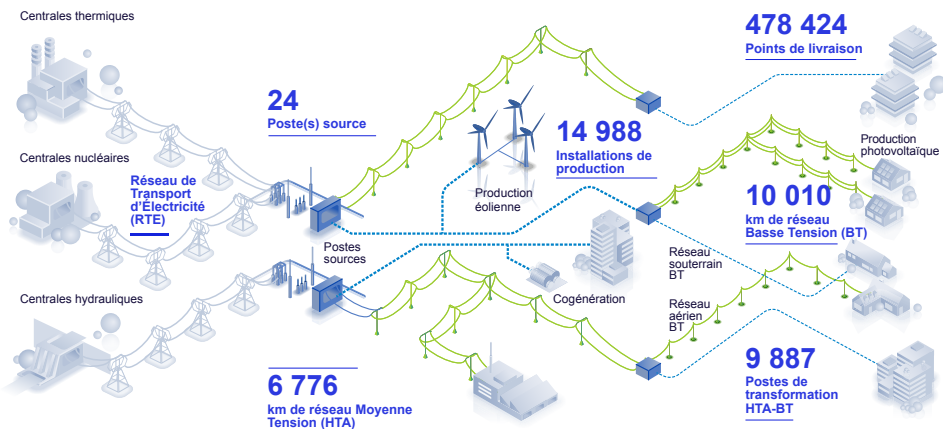 Centrales thermiques
478 424
Points de livraison
24
Poste(s) source
14 988
Installations de
production
Production
photovoltaïque
Centrales nucléaires
Réseau de
Transport
d'Électricité
(RTE)
Production
éolienne
10 010
km de réseau
Basse Tension (BT)
Postes
sources
Réseau
souterrain
BT
Centrales hydrauliques
Cogénération
Réseau
aérien
BT
6 776
km de réseau Moyenne
Tension (HTA)
9 887
Postes de
transformation
HTA-BT